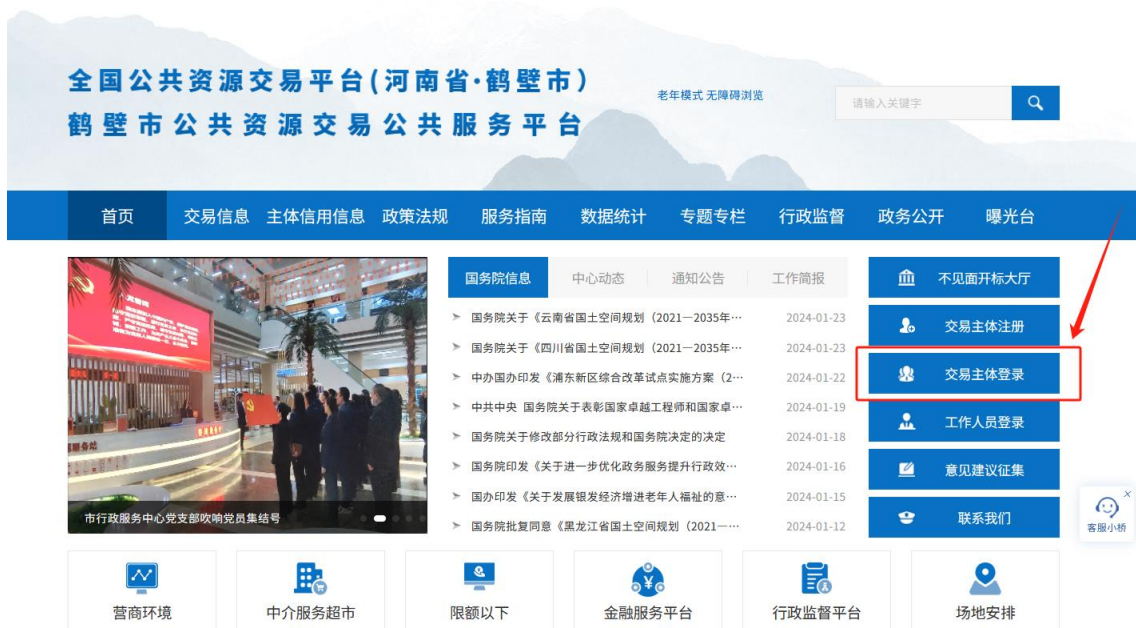 全国公共资源交易平台(河南省·鹤壁市)
鹤壁市公共资源交易公共服务平台
老年模式 无障碍浏览
请输入关键字
首页 交易信息 主体信用信息 政策法规 服务指南 数据统计 专题专栏 行政监督 政务公开 曝光台
国务院信息 中心动态 通知公告 工作简报
国务院关于《云南省国土空间规划（2021—2035年… 2024-01-23
国务院关于《四川省国土空间规划（2021—2035年… 2024-01-23
中办国办印发《浦东新区综合改革试点实施方案（2… 2024-01-22
中共中央 国务院关于表彰国家卓越工程师和国家卓… 2024-01-19
国务院关于修改部分行政法规和国务院决定的决定 2024-01-18
国务院印发《关于进一步优化政务服务提升行政效… 2024-01-16
国办印发《关于发展银发经济增进老年人福祉的意… 2024-01-15
国务院批复同意《黑龙江省国土空间规划（2021—… 2024-01-12
市行政服务中心党支部吹响党员集结号
不见面开标大厅
交易主体注册
交易主体登录
工作人员登录
意见建议征集
联系我们
×
客服小桥
营商环境 中介服务超市 限额以下 金融服务平台 行政监督平台 场地安排